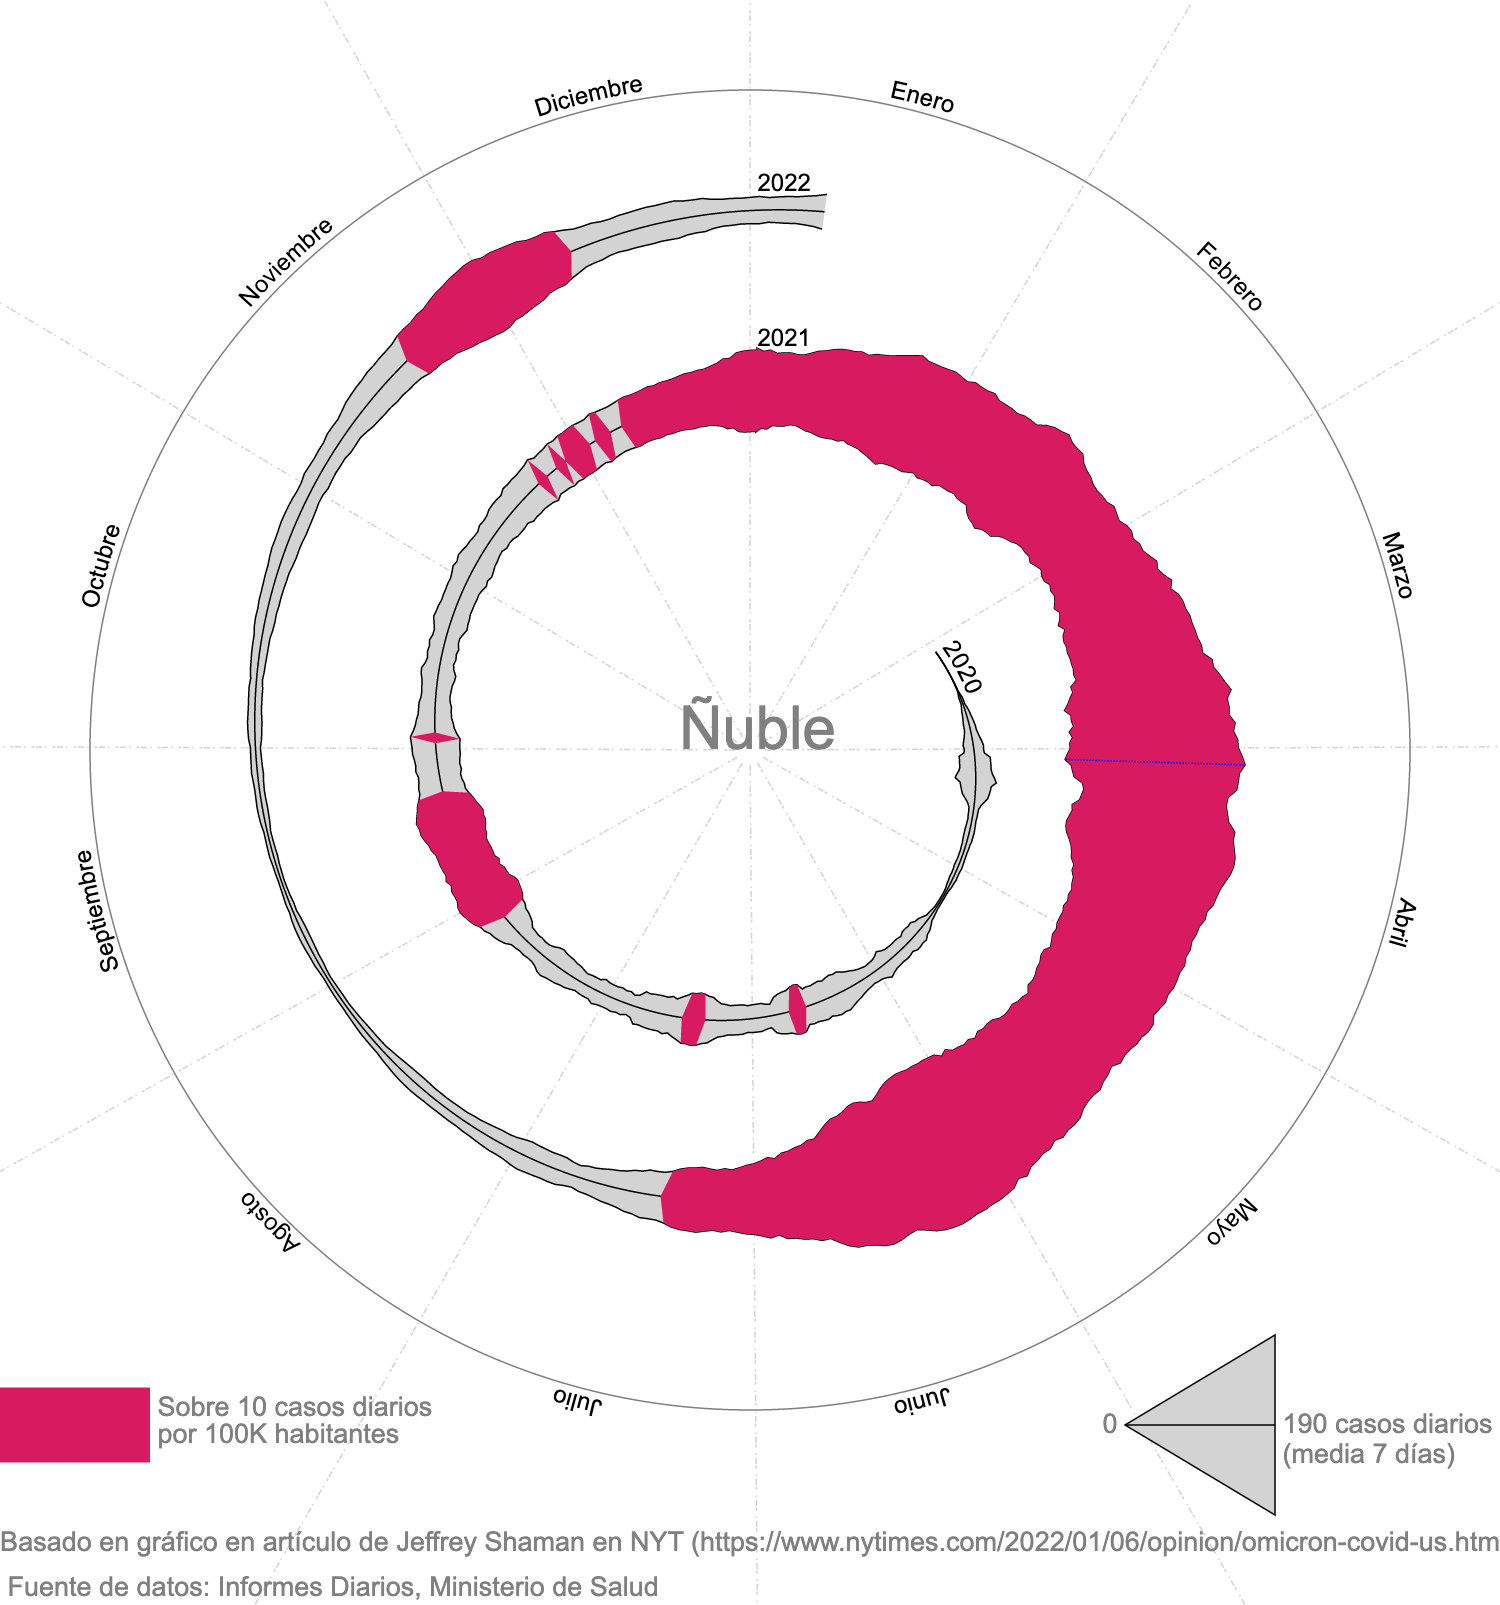 Diciembre
Enero
Noviembre
Febrero
2022
2021
Octubre
Marzo
2020
Ñuble
Septiembre
Abril
Agosto
Mayo
Julio
Junio
Sobre 10 casos diarios
por 100K habitantes
0
190 casos diarios
(media 7 días)
Basado en gráfico en artículo de Jeffrey Shaman en NYT (https://www.nytimes.com/2022/01/06/opinion/omicron-covid-us.htm
Fuente de datos: Informes Diarios, Ministerio de Salud